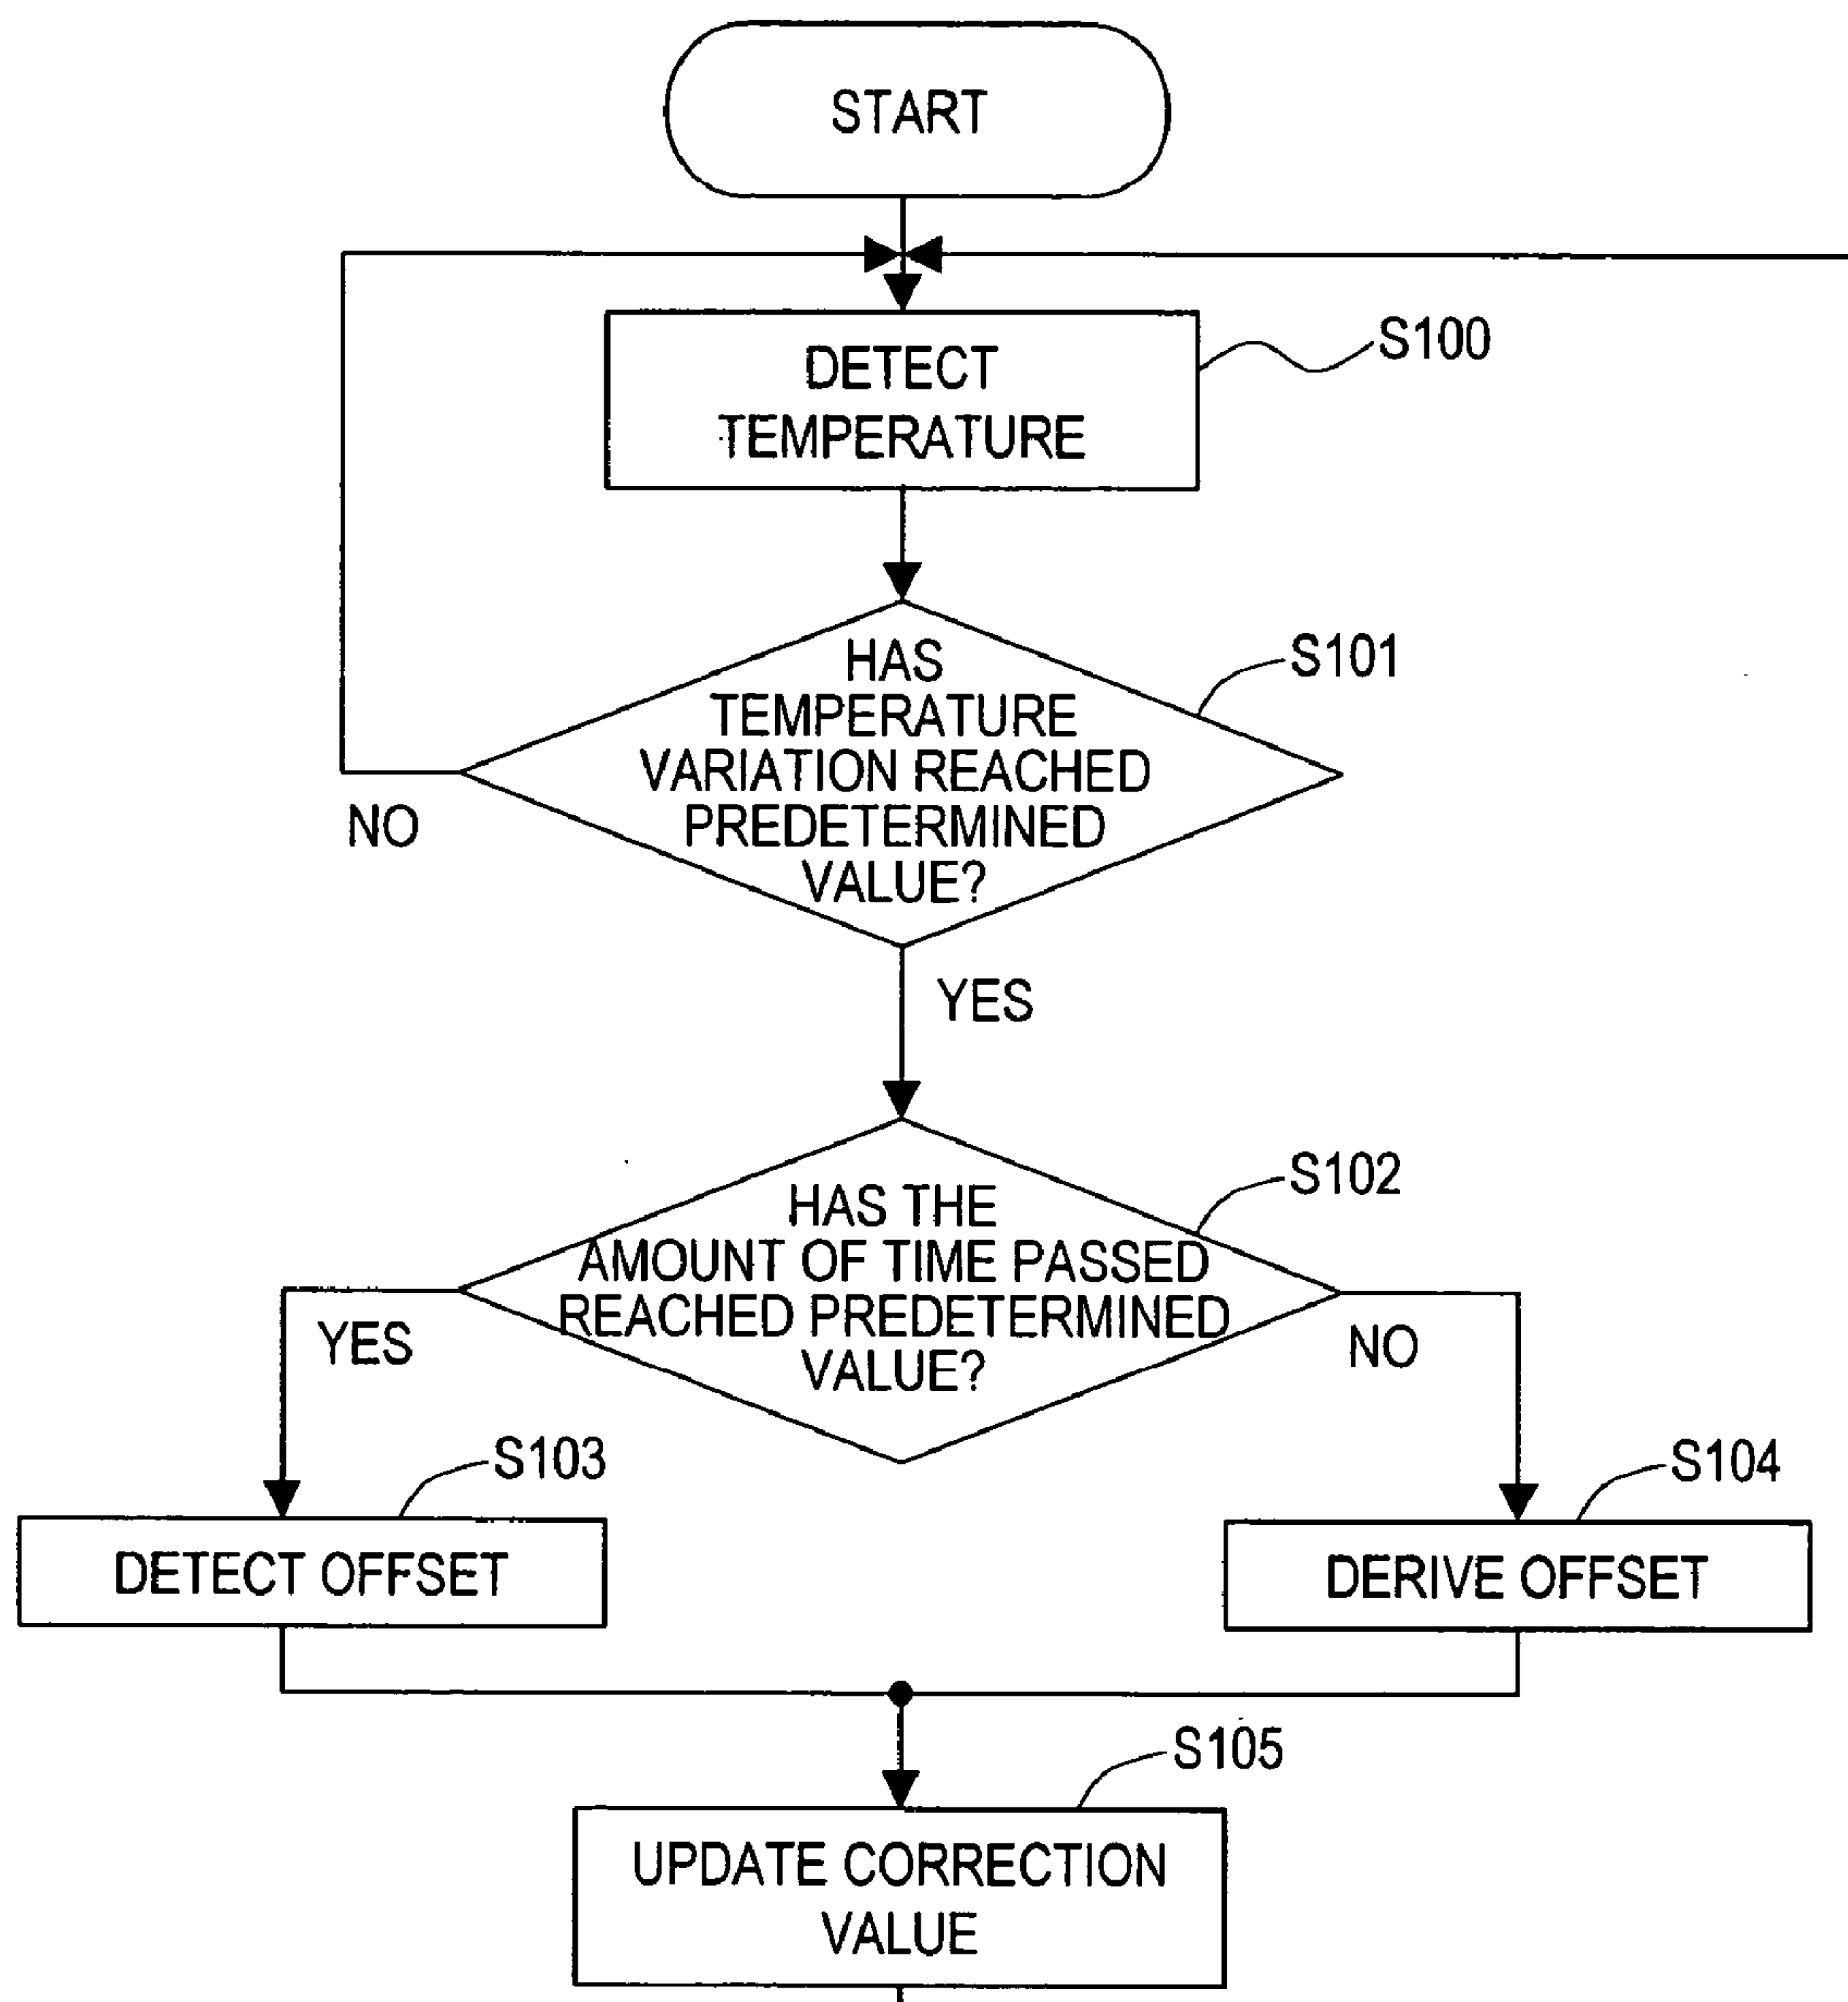 START
S100
DETECT
TEMPERATURE
S101
HAS
TEMPERATURE
VARIATION REACHED
PREDETERMINED
VALUE?
NO
YES
S102
HAS THE
AMOUNT OF TIME PASSED
REACHED PREDETERMINED
VALUE?
YES
NO
S103
S104
DETECT OFFSET
DERIVE OFFSET
S105
UPDATE CORRECTION
VALUE